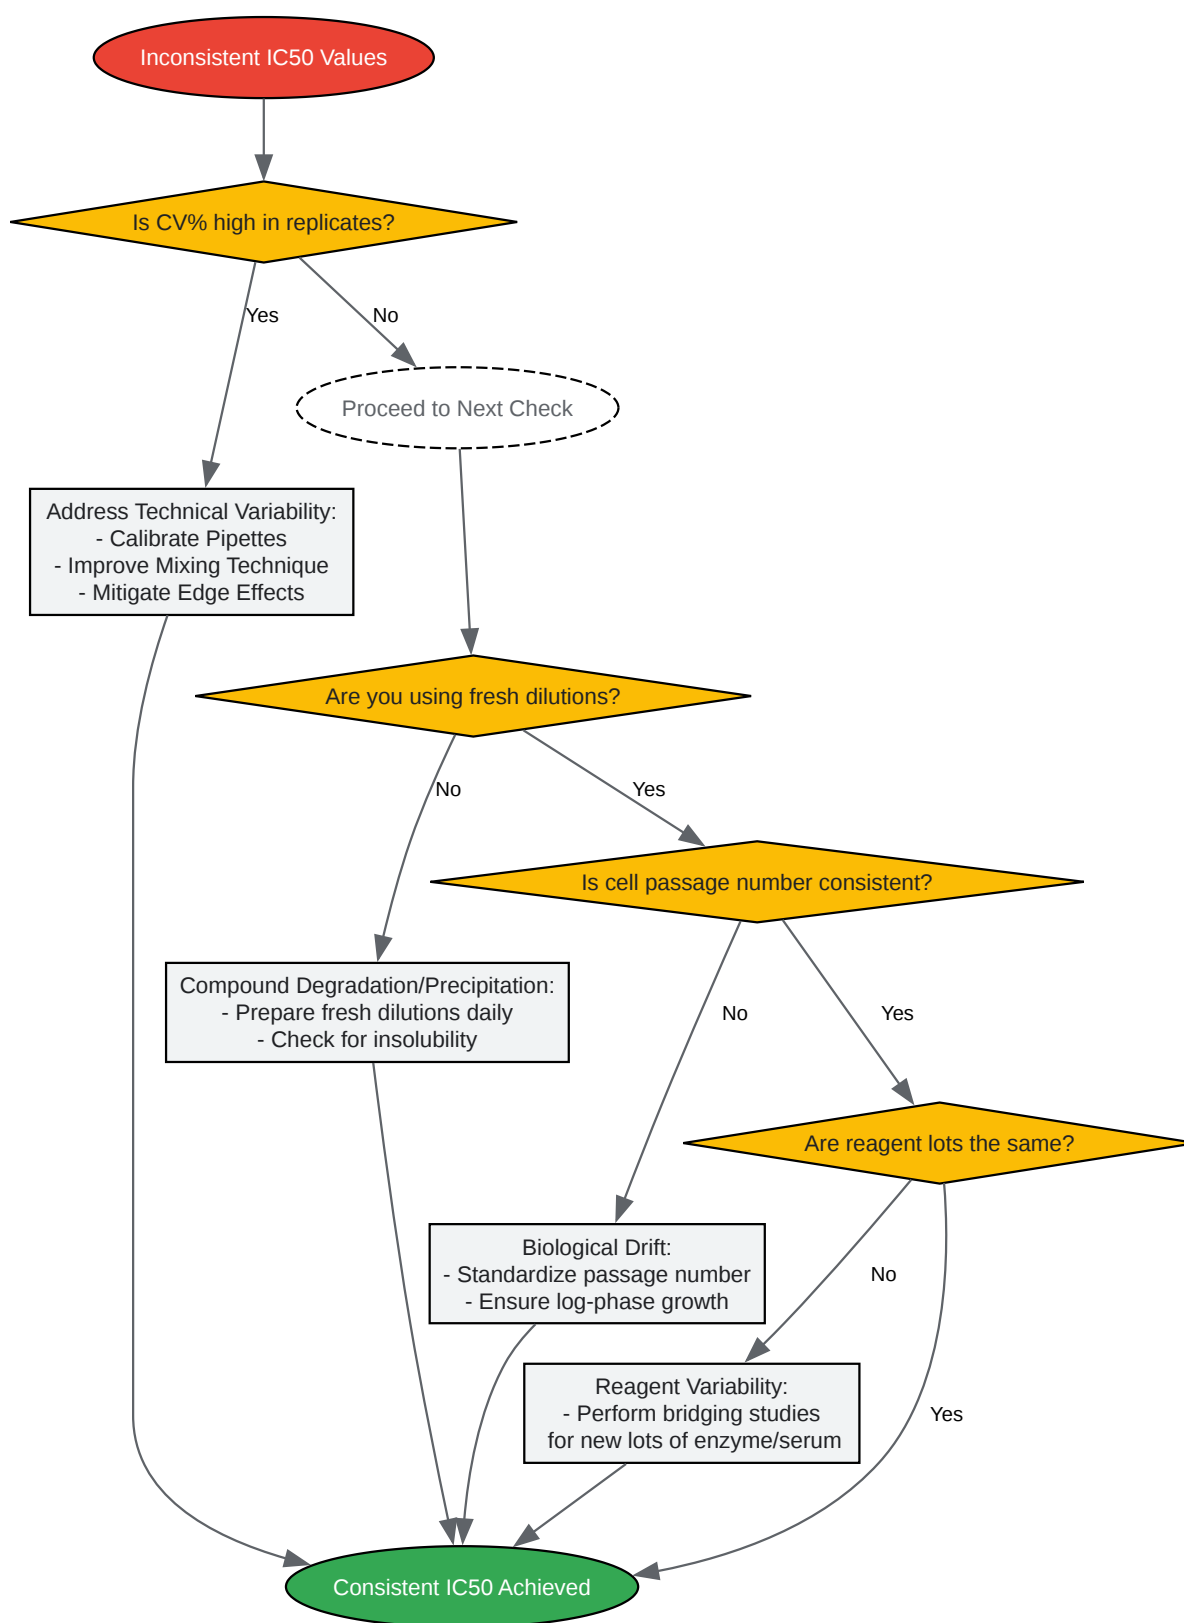 Inconsistent IC50 Values
Is CV% high in replicates?
Yes
No
Proceed to Next Check
Address Technical Variability:
- Calibrate Pipettes
- Improve Mixing Technique
- Mitigate Edge Effects
Are you using fresh dilutions?
No
Yes
Is cell passage number consistent?
Compound Degradation/Precipitation:
- Prepare fresh dilutions daily
- Check for insolubility
No
Yes
Are reagent lots the same?
Biological Drift:
- Standardize passage number
- Ensure log-phase growth
No
Reagent Variability:
- Perform bridging studies
for new lots of enzyme/serum
Yes
Consistent IC50 Achieved